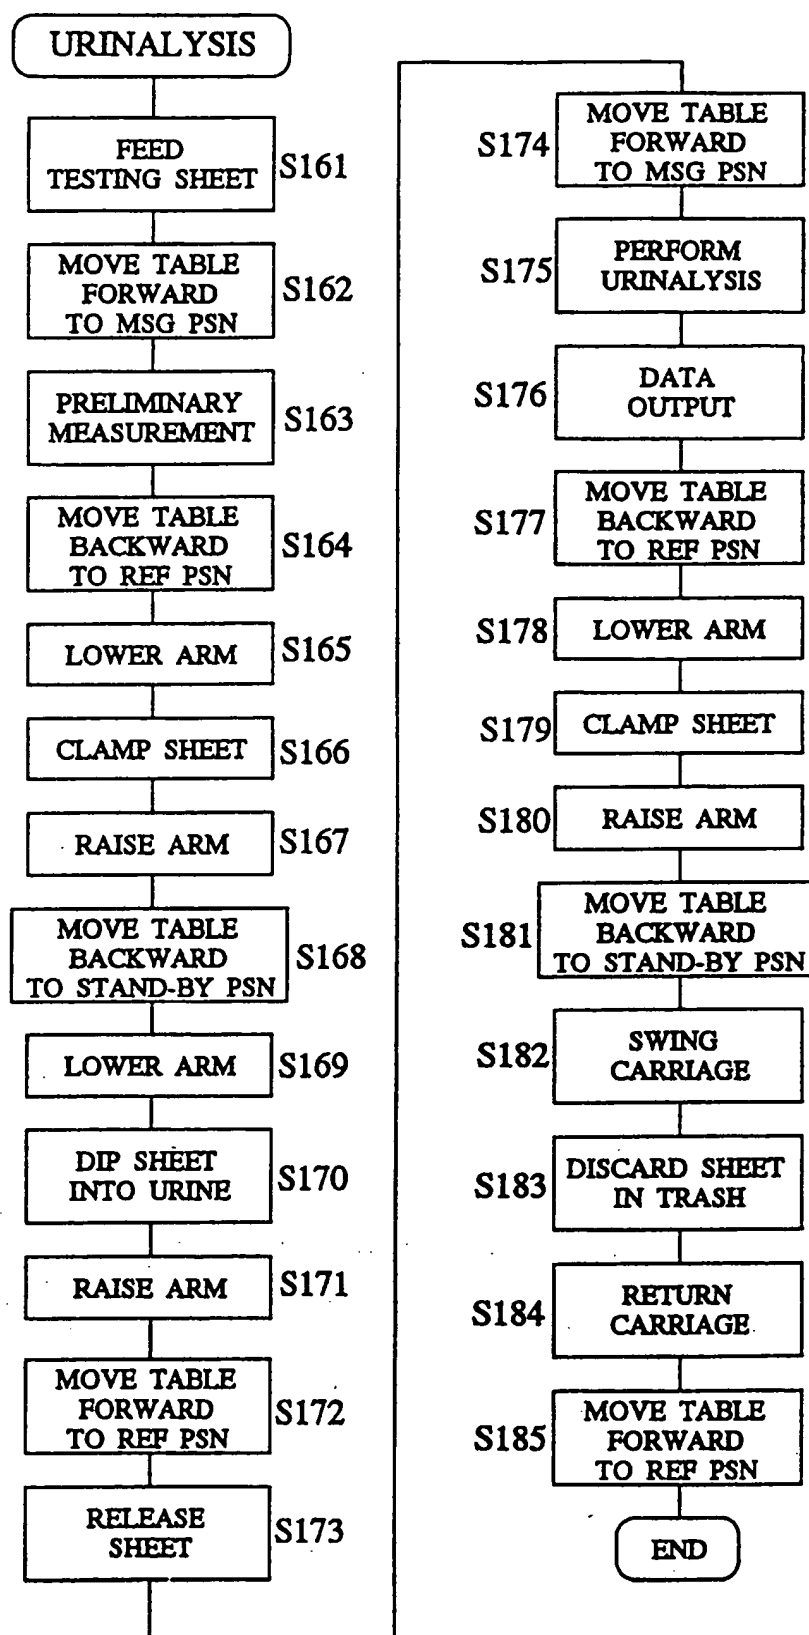 URINALYSIS
FEED
TESTING SHEET
S161
MOVE TABLE
FORWARD
TO MSG PSN
S162
PRELIMINARY
MEASUREMENT
S163
MOVE TABLE
BACKWARD
TO REF PSN
S164
LOWER ARM
S165
CLAMP SHEET
S166
RAISE ARM
S167
MOVE TABLE
BACKWARD
TO STAND-BY PSN
S168
LOWER ARM
S169
DIP SHEET
INTO URINE
S170
RAISE ARM
S171
MOVE TABLE
FORWARD
TO REF PSN
S172
RELEASE
SHEET
S173
S174
MOVE TABLE
FORWARD
TO MSG PSN
S175
PERFORM
URINALYSIS
S176
DATA
OUTPUT
S177
MOVE TABLE
BACKWARD
TO REF PSN
S178
LOWER ARM
S179
CLAMP SHEET
S180
RAISE ARM
S181
MOVE TABLE
BACKWARD
TO STAND-BY PSN
S182
SWING
CARRIAGE
S183
DISCARD SHEET
IN TRASH
S184
RETURN
CARRIAGE
S185
MOVE TABLE
FORWARD
TO REF PSN
END